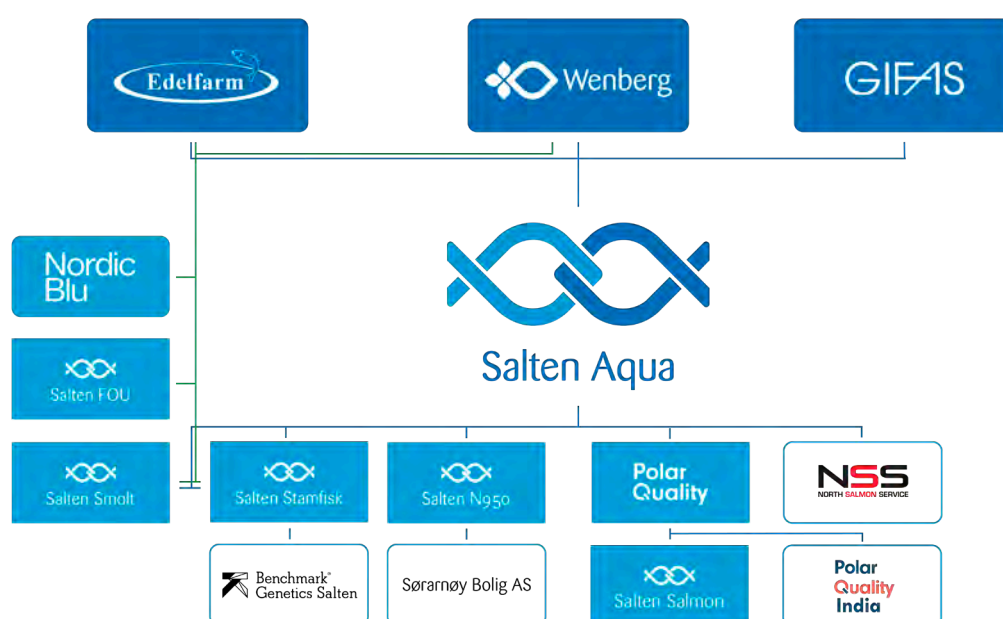 Edelfarm
Wenberg
GIFAS
Nordic
Blu
Salten Aqua
Salten FOU
Salten Smolt
Salten Stamfisk
Salten N950
Polar
Quality
NSS
NORTH SALMON SERVICE
Benchmark®
Genetics Salten
Sørarnøy Bolig AS
Salten Salmon
Polar
Quality
India